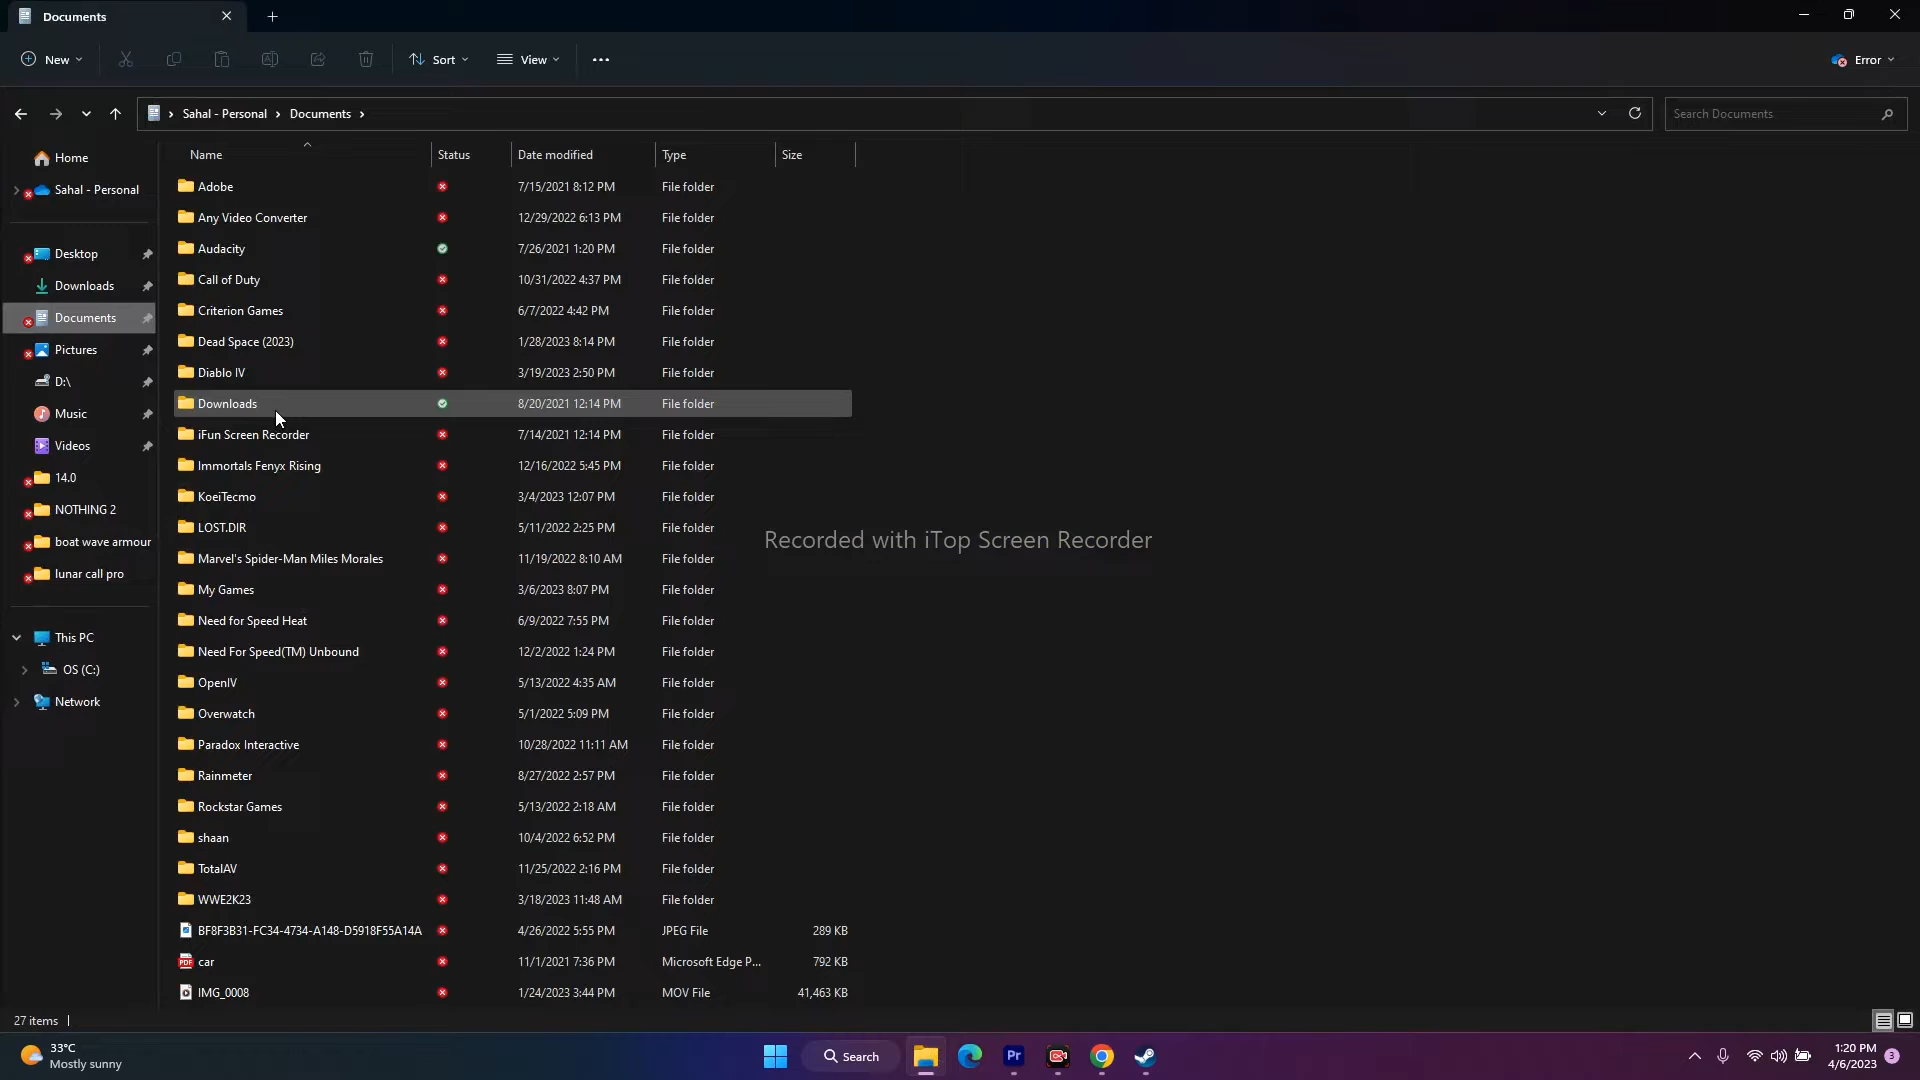 Documents
New
Sort
View
Error
Sahal - Personal
Documents
Search Documents
Name
Status
Date modified
Type
Size
Home
Sahal - Personal
Desktop
Downloads
Documents
Pictures
D:\
Music
Videos
14.0
NOTHING 2
boat wave armour
lunar call pro
This PC
OS (C:)
Network
Adobe 7/15/2021 8:12 PM File folder
Any Video Converter 12/29/2022 6:13 PM File folder
Audacity 7/26/2021 1:20 PM File folder
Call of Duty 10/31/2022 4:37 PM File folder
Criterion Games 6/7/2022 4:42 PM File folder
Dead Space (2023) 1/28/2023 8:14 PM File folder
Diablo IV 3/19/2023 2:50 PM File folder
Downloads 8/20/2021 12:14 PM File folder
iFun Screen Recorder 7/14/2021 12:14 PM File folder
Immortals Fenyx Rising 12/16/2022 5:45 PM File folder
KoeiTecmo 3/4/2023 12:07 PM File folder
LOST.DIR 5/11/2022 2:25 PM File folder
Recorded with iTop Screen Recorder
Marvel's Spider-Man Miles Morales 11/19/2022 8:10 AM File folder
My Games 3/6/2023 8:07 PM File folder
Need for Speed Heat 6/9/2022 7:55 PM File folder
Need For Speed(TM) Unbound 12/2/2022 1:24 PM File folder
OpenIV 5/13/2022 4:35 AM File folder
Overwatch 5/1/2022 5:09 PM File folder
Paradox Interactive 10/28/2022 11:11 AM File folder
Rainmeter 8/27/2022 2:57 PM File folder
Rockstar Games 5/13/2022 2:18 AM File folder
shaan 10/4/2022 6:52 PM File folder
TotalAV 11/25/2022 2:16 PM File folder
WWE2K23 3/18/2023 11:48 AM File folder
BF8F3B31-FC34-4734-A148-D5918F55A14A 4/26/2022 5:55 PM JPEG File 289 KB
car 11/1/2021 7:36 PM Microsoft Edge P... 792 KB
IMG_0008 1/24/2023 3:44 PM MOV File 41,463 KB
27 items
33°C
Mostly sunny
Search
Pr
1:20 PM
4/6/2023
3